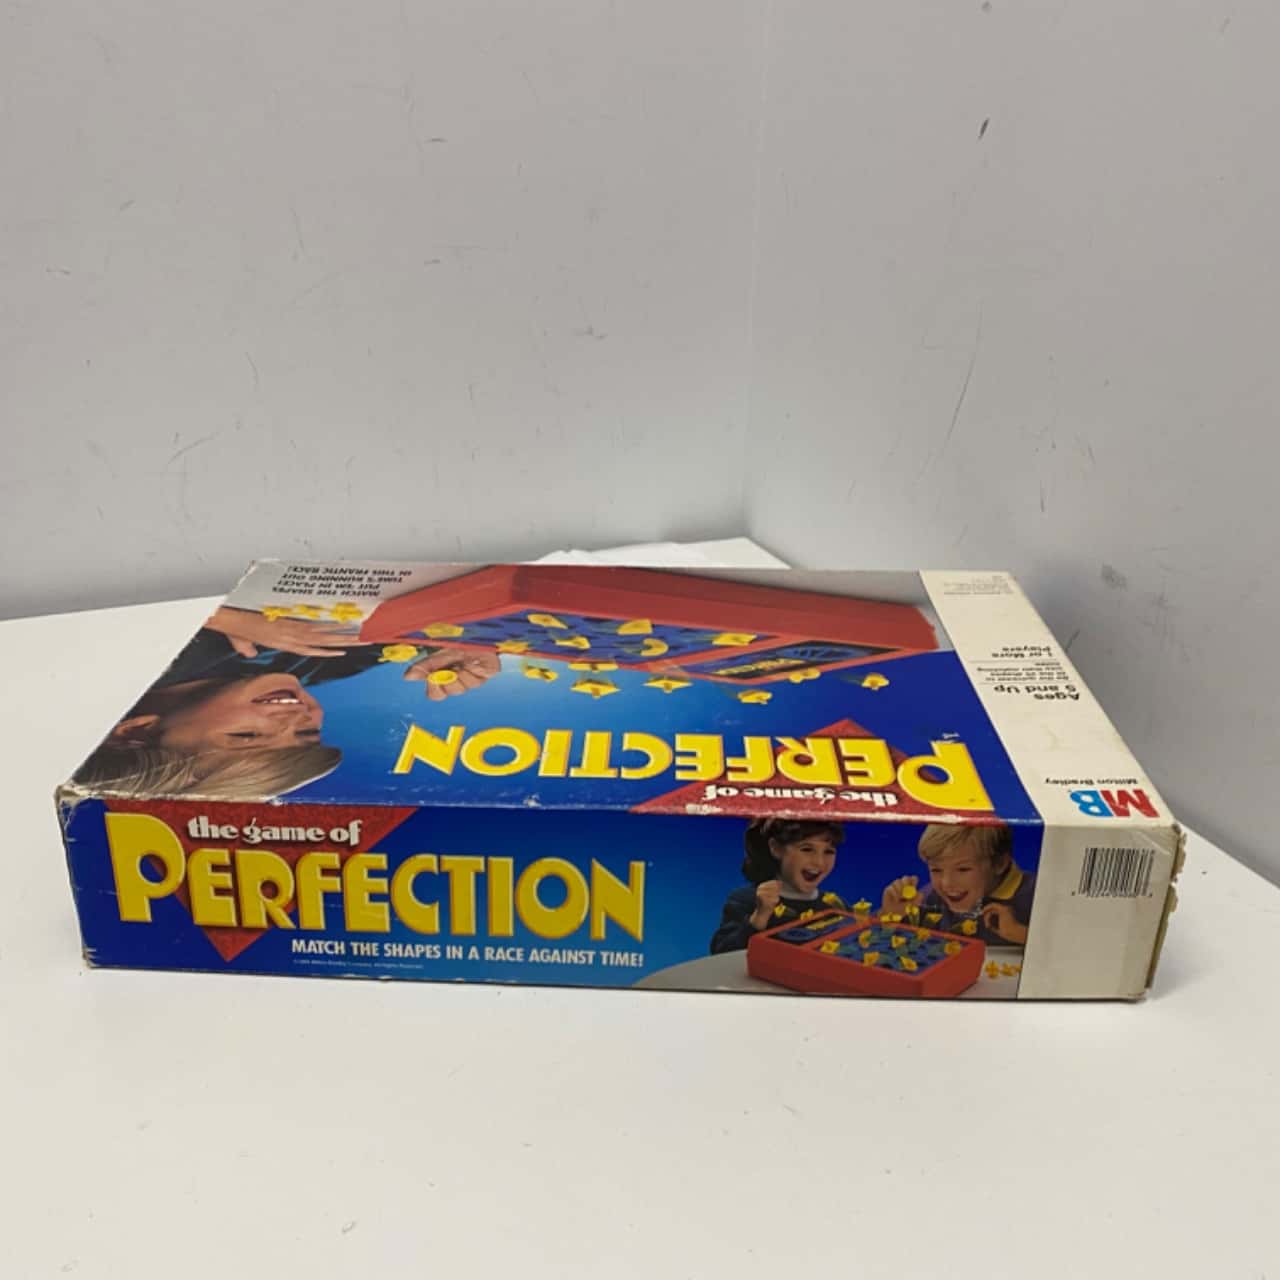 MATCH THE SHAPES
PUT 'EM IN PLACE!
TIME'S RUNNING OUT
IN THIS FRANTIC RACE!
the game of
PERFECTION
PERFECTION
MB
Milton Bradley
Ages
5 and Up
1 or More
Players
the game of
PERFECTION
MATCH THE SHAPES IN A RACE AGAINST TIME!